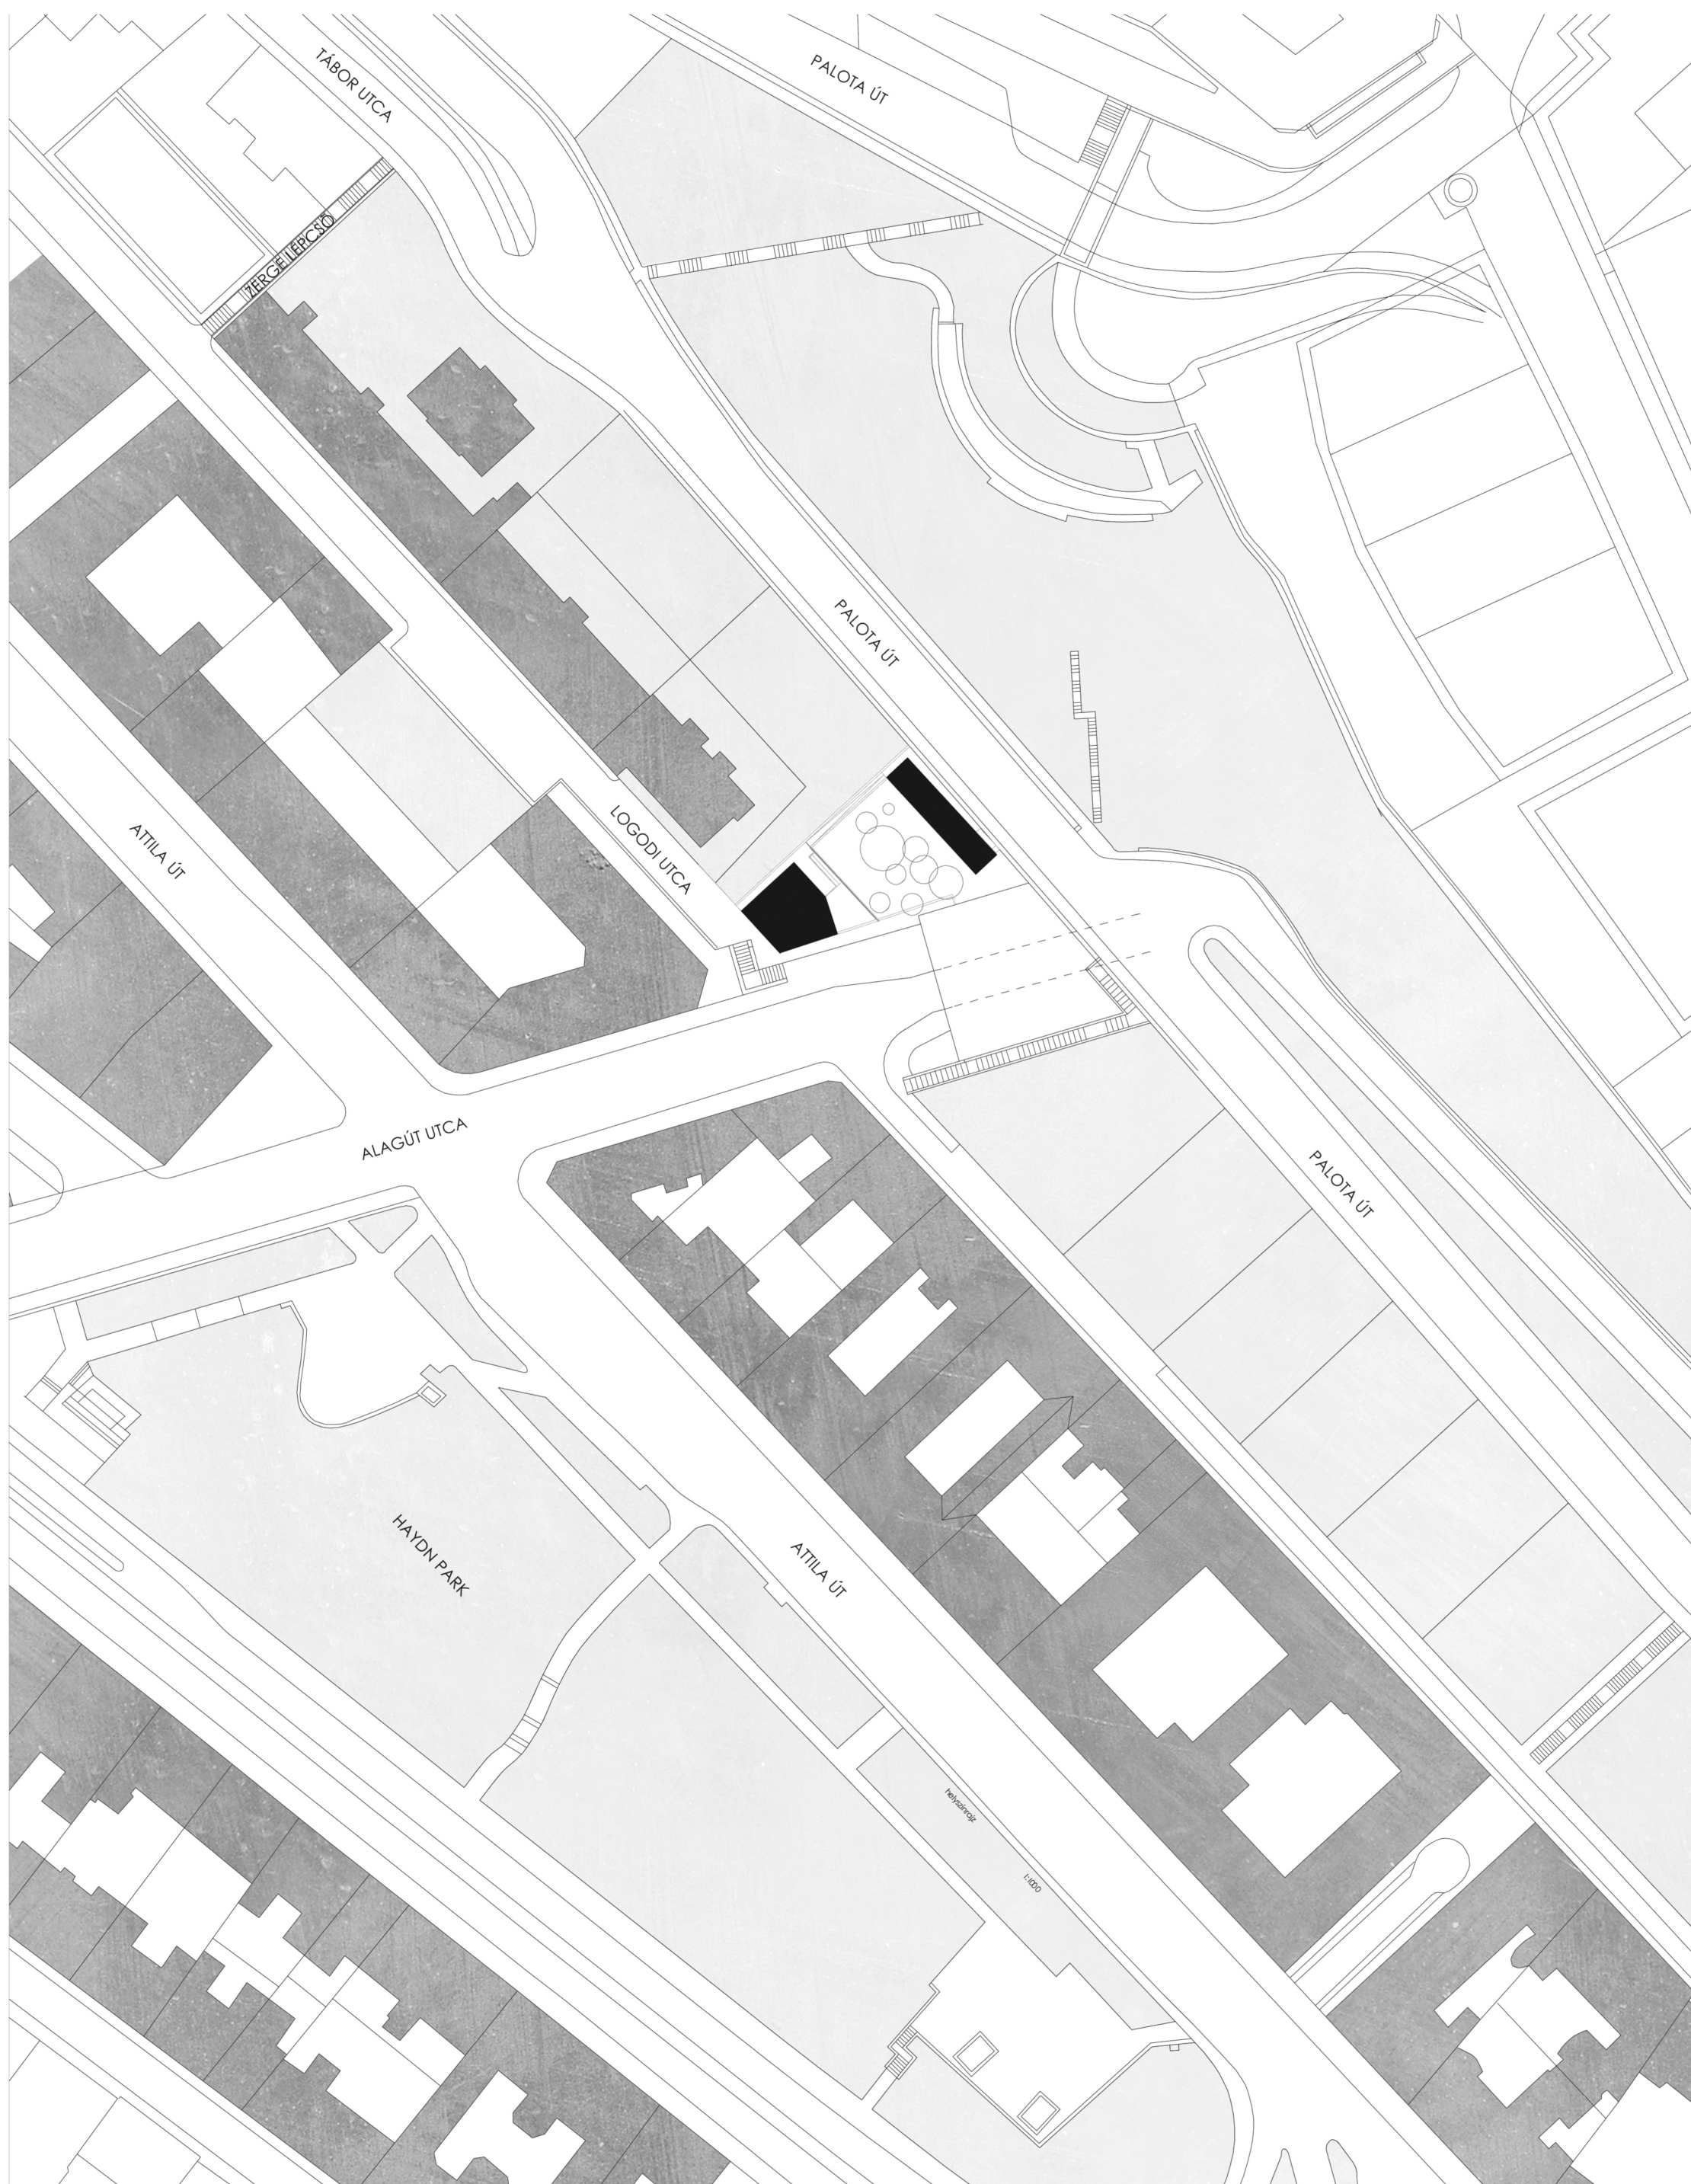 TÁBOR UTCA
PALOTA ÚT
ZERGE LÉPCSŐ
PALOTA ÚT
LOGODI UTCA
ATTILA ÚT
ALAGÚT UTCA
PALOTA ÚT
HAYDN PARK
ATTILA ÚT
helyszínrajz
1:1000